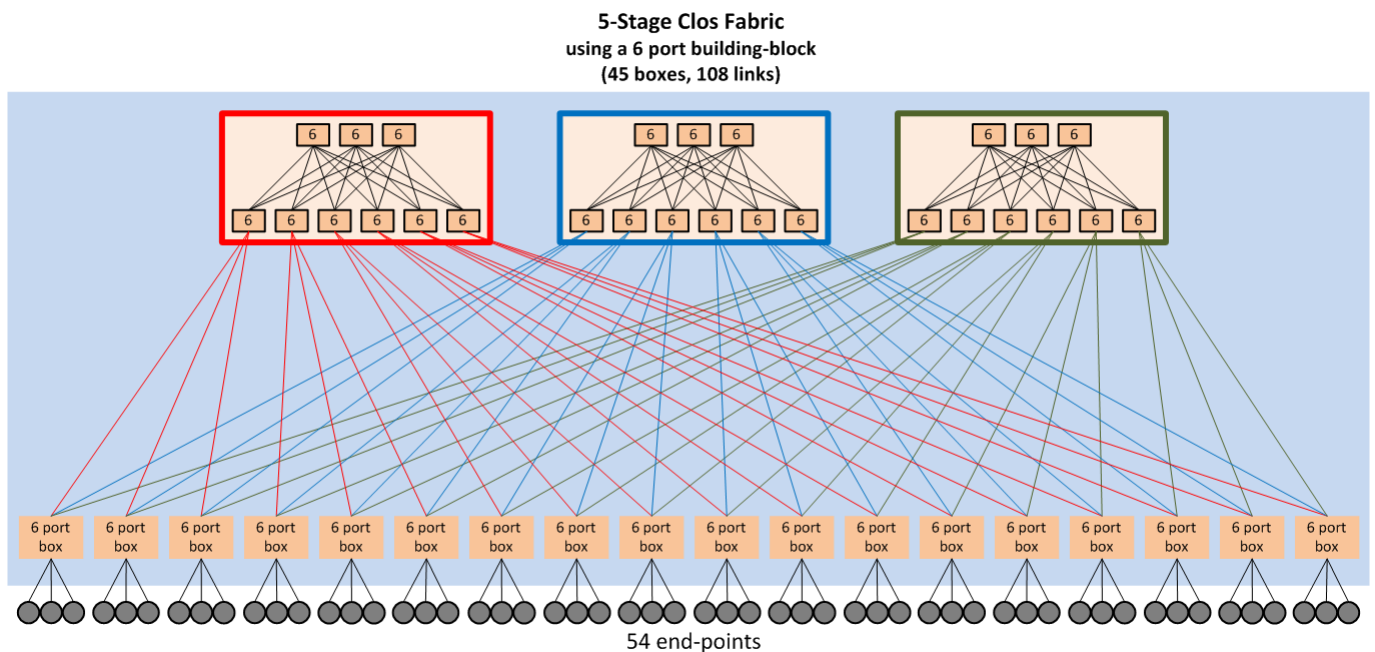 5-Stage Clos Fabric
using a 6 port building-block
(45 boxes, 108 links)
6 6 6 6 6 6 6 6 6
6 6 6 6 6 6 6 6 6 6 6 6 6 6 6 6 6 6
6 port 6 port 6 port 6 port 6 port 6 port 6 port 6 port 6 port 6 port 6 port 6 port 6 port 6 port 6 port 6 port 6 port 6 port
box box box box box box box box box box box box box box box box box box
54 end-points